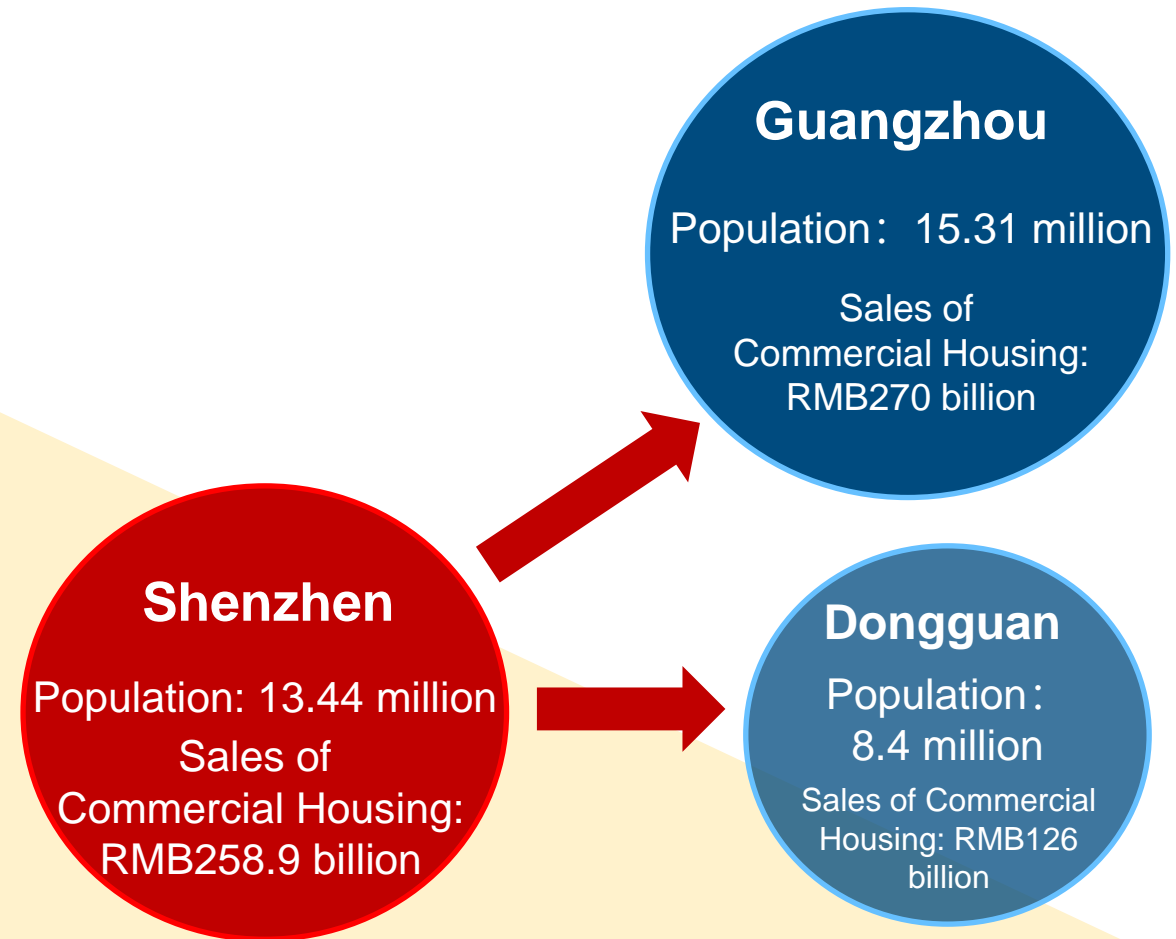 Guangzhou
Population： 15.31 million
Sales of
Commercial Housing:
RMB270 billion
Shenzhen
Population: 13.44 million
Sales of
Commercial Housing:
RMB258.9 billion
Dongguan
Population：
8.4 million
Sales of Commercial
Housing: RMB126
billion